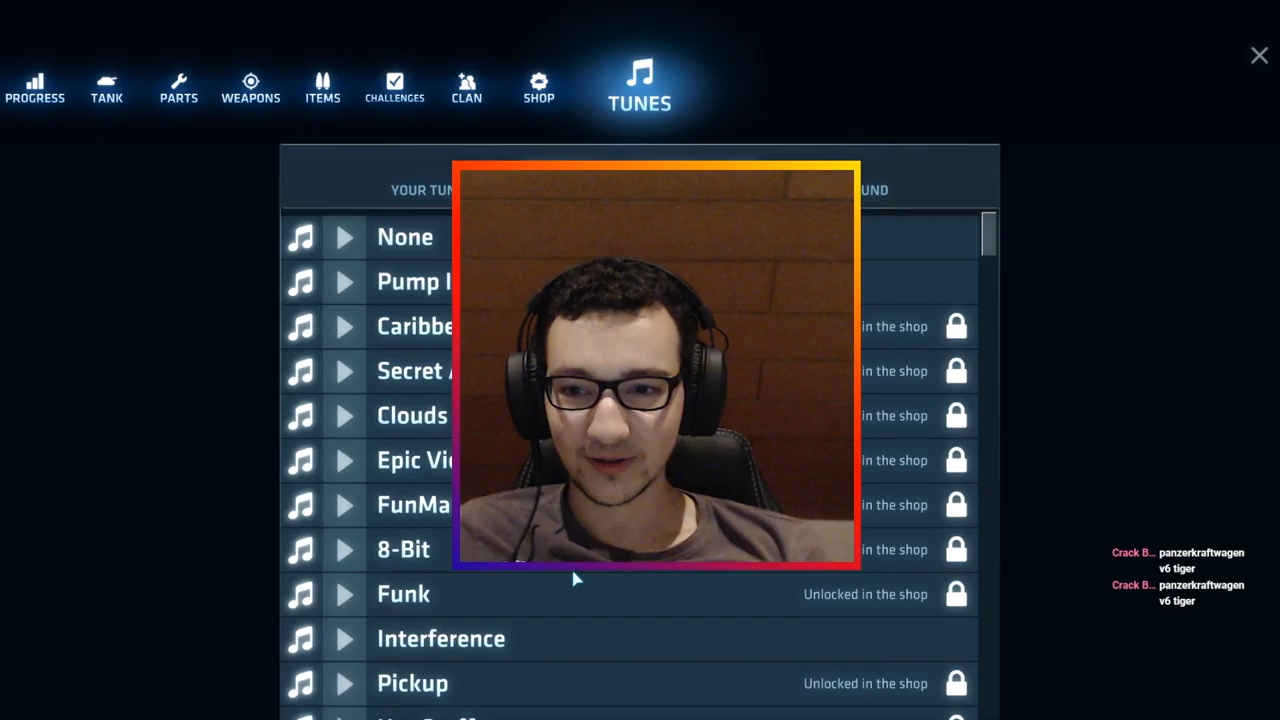 PROGRESS TANK PARTS WEAPONS ITEMS CHALLENGES CLAN SHOP TUNES
YOUR TUN UND
None
Pump
Caribbe in the shop
Secret in the shop
Clouds in the shop
Epic Vi in the shop
FunMa in the shop
8-Bit in the shop
Funk Unlocked in the shop
Interference
Pickup Unlocked in the shop
Crack B... panzerkraftwagen
v6 tiger
Crack B... panzerkraftwagen
v6 tiger